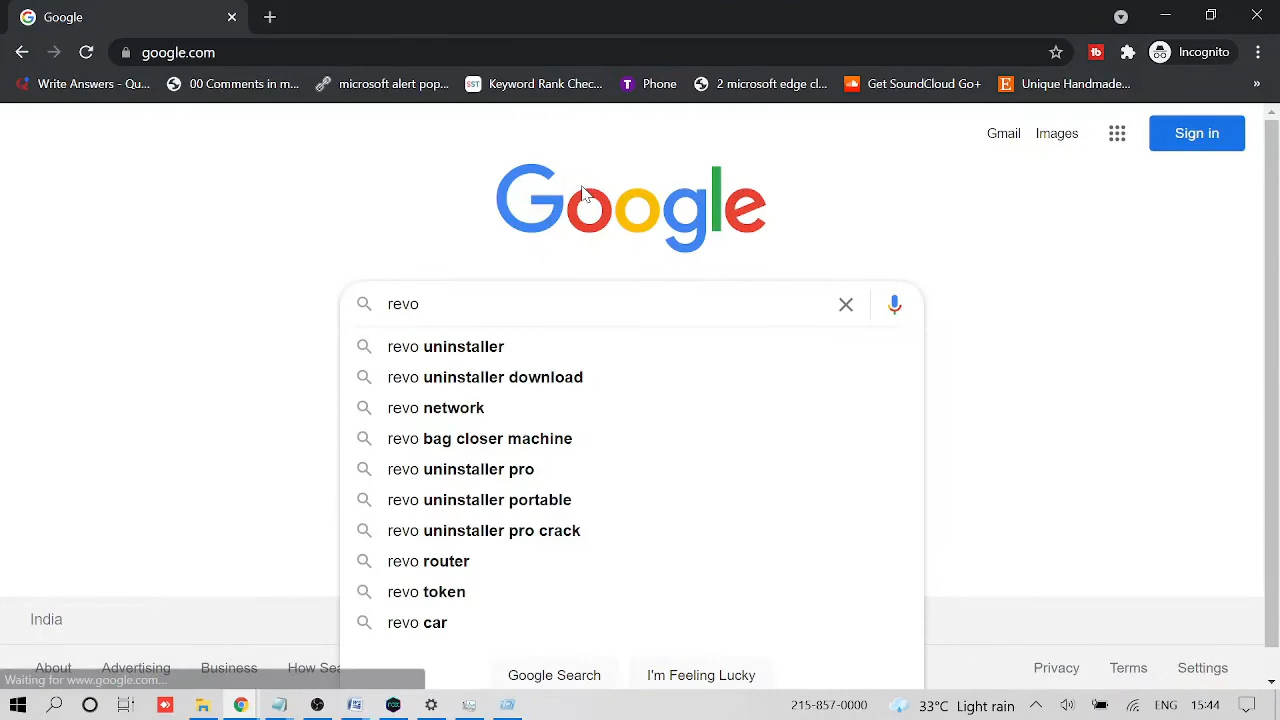 Google
google.com
Incognito
Write Answers - Qu...
00 Comments in m...
microsoft alert pop...
SST
Keyword Rank Chec...
T
Phone
2 microsoft edge cl...
Get SoundCloud Go+
E
Unique Handmade...
»
Gmail
Images
Sign in
Google
revo
revo uninstaller
revo uninstaller download
revo network
revo bag closer machine
revo uninstaller pro
revo uninstaller portable
revo uninstaller pro crack
revo router
revo token
revo car
India
Google Search
I'm Feeling Lucky
About
Advertising
Business
How Sea
Privacy
Terms
Settings
Waiting for www.google.com...
215-857-0000
33°C Light rain
ENG
15:44